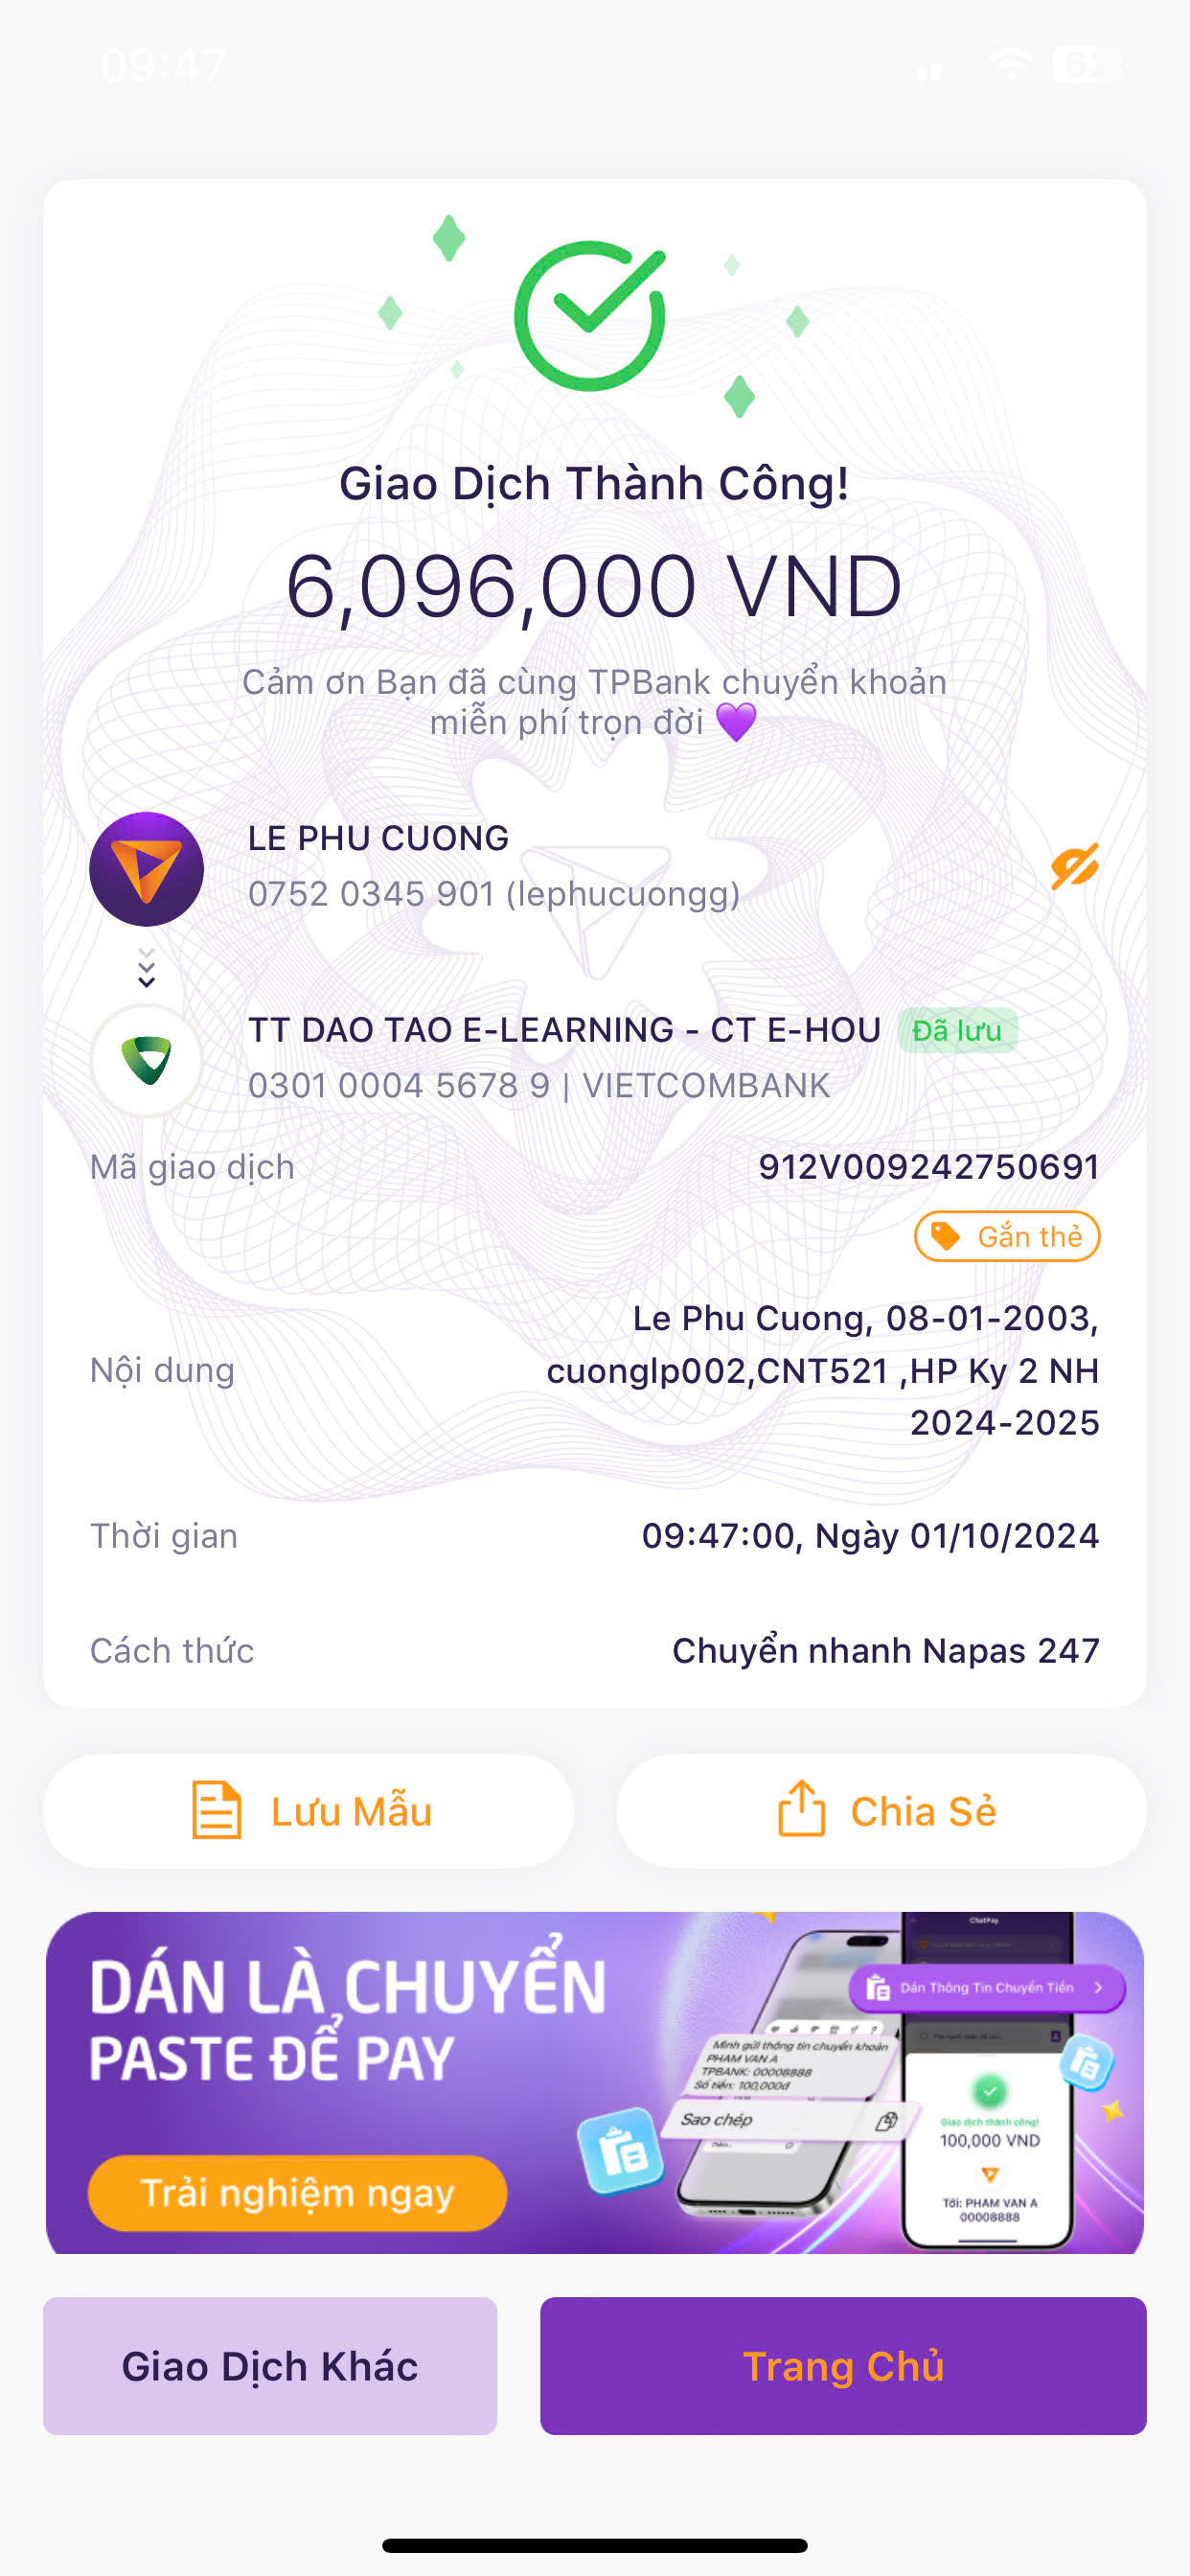 09:47
Giao Dịch Thành Công!
6,096,000 VND
Cảm ơn Bạn đã cùng TPBank chuyển khoản
miễn phí trọn đời
LE PHU CUONG
0752 0345 901 (lephucuongg)
TT DAO TAO E-LEARNING - CT E-HOU Đã lưu
0301 0004 5678 9 | VIETCOMBANK
Mã giao dịch 912V009242750691
Gắn thẻ
Nội dung
Le Phu Cuong, 08-01-2003,
cuonglp002,CNT521 ,HP Ky 2 NH
2024-2025
Thời gian 09:47:00, Ngày 01/10/2024
Cách thức Chuyển nhanh Napas 247
Lưu Mẫu Chia Sẻ
DÁN LÀ CHUYỂN
PASTE ĐỂ PAY
Trải nghiệm ngay
ChatPay
Dán Thông Tin Chuyển Tiền
Mình gửi thông tin chuyển khoản
PHAM VAN A
TPBANK: 00008888
Số tiền: 100,000đ
Sao chép
Giao dịch thành công!
100,000 VND
Tới: PHAM VAN A
00008888
Giao Dịch Khác Trang Chủ